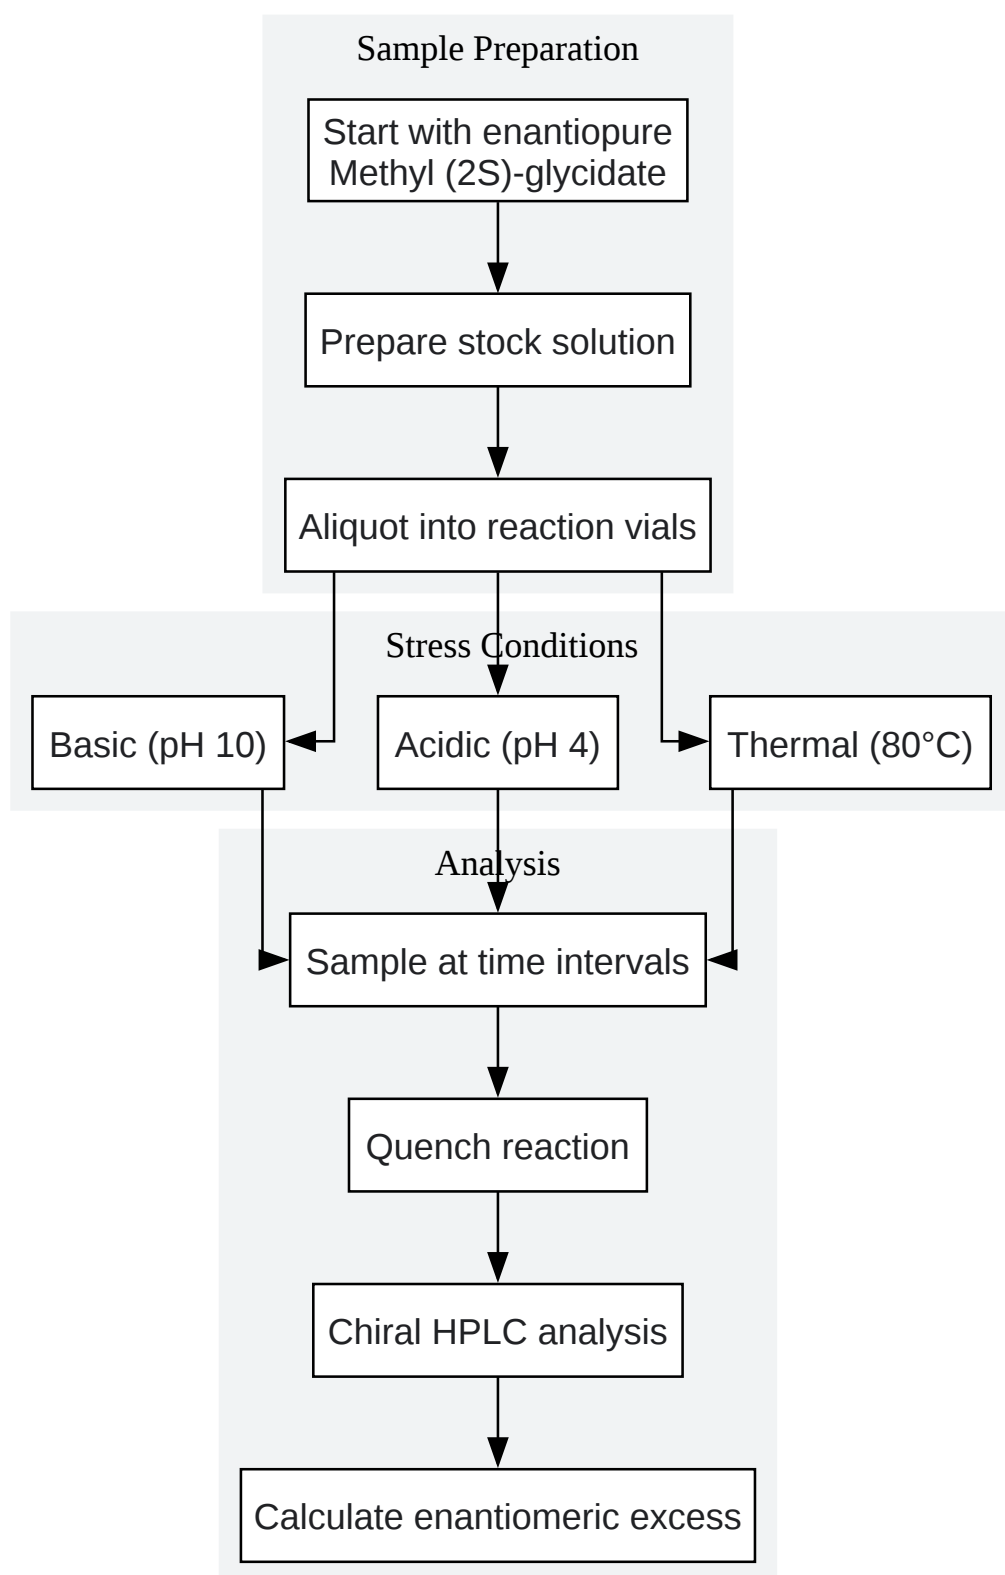 Sample Preparation
Start with enantiopure
Methyl (2S)-glycidate
Prepare stock solution
Aliquot into reaction vials
Stress Conditions
Basic (pH 10)
Acidic (pH 4)
Thermal (80°C)
Analysis
Sample at time intervals
Quench reaction
Chiral HPLC analysis
Calculate enantiomeric excess